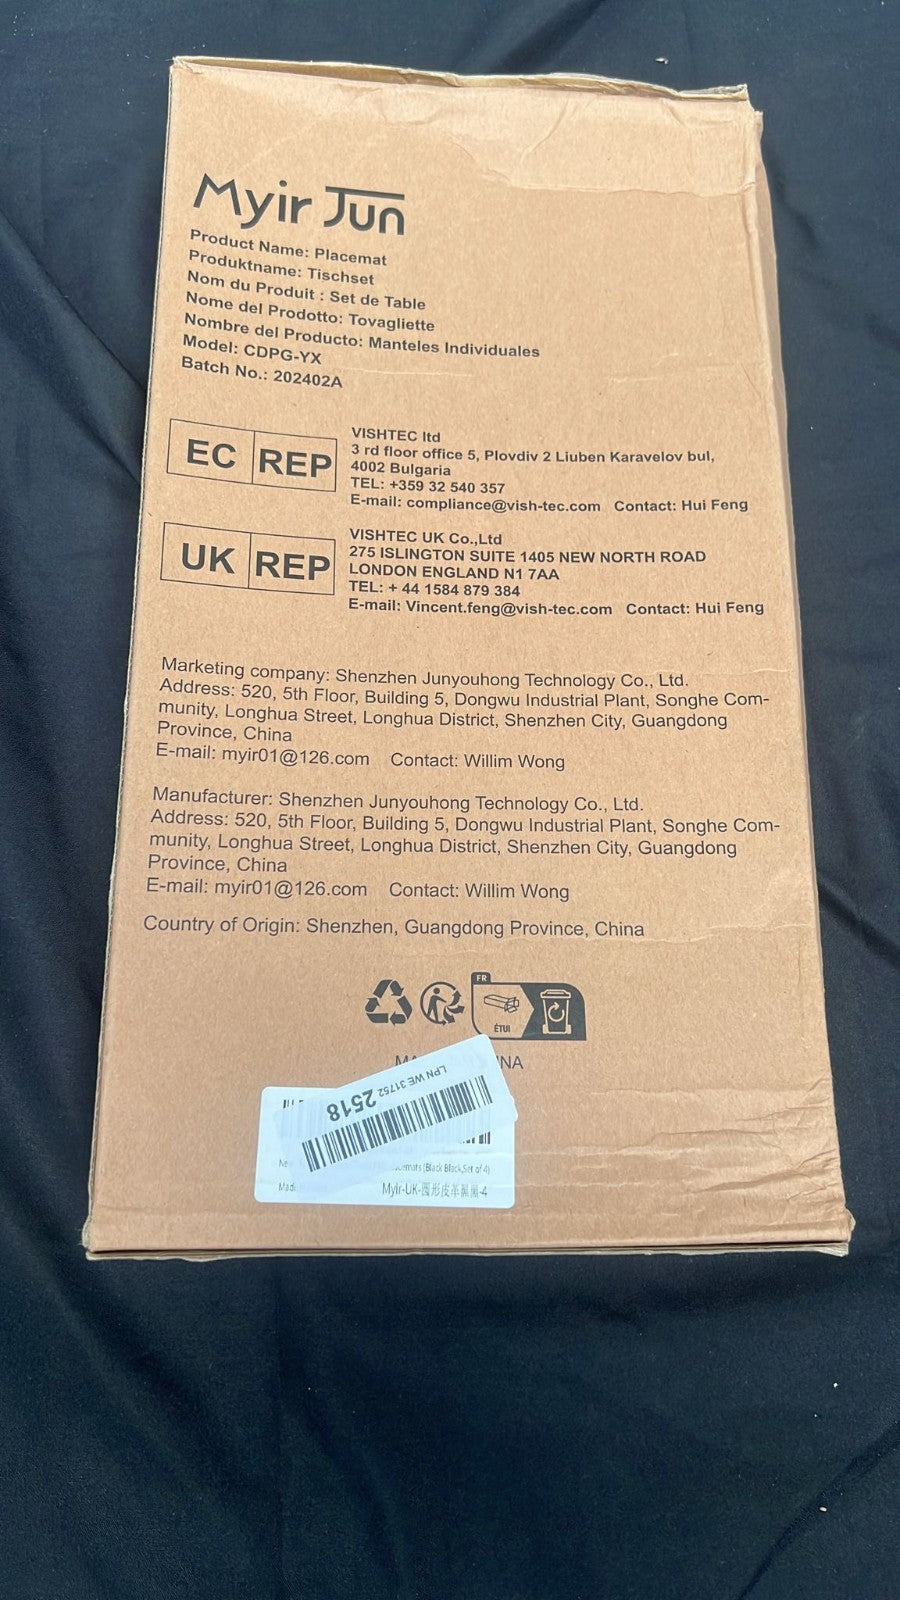 Myir Jun
Product Name: Placemat
Produktname: Tischset
Nom du Produit : Set de Table
Nome del Prodotto: Tovagliette
Nombre del Producto: Manteles Individuales
Model: CDPG-YX
Batch No.: 202402A
EC REP
VISHTEC ltd
3 rd floor office 5, Plovdiv 2 Liuben Karavelov bul,
4002 Bulgaria
TEL: +359 32 540 357
E-mail: compliance@vish-tec.com Contact: Hui Feng
UK REP
VISHTEC UK Co.,Ltd
275 ISLINGTON SUITE 1405 NEW NORTH ROAD
LONDON ENGLAND N1 7AA
TEL: + 44 1584 879 384
E-mail: Vincent.feng@vish-tec.com Contact: Hui Feng
Marketing company: Shenzhen Junyouhong Technology Co., Ltd.
Address: 520, 5th Floor, Building 5, Dongwu Industrial Plant, Songhe Com-
munity, Longhua Street, Longhua District, Shenzhen City, Guangdong
Province, China
E-mail: myir01@126.com Contact: Willim Wong
Manufacturer: Shenzhen Junyouhong Technology Co., Ltd.
Address: 520, 5th Floor, Building 5, Dongwu Industrial Plant, Songhe Com-
munity, Longhua Street, Longhua District, Shenzhen City, Guangdong
Province, China
E-mail: myir01@126.com Contact: Willim Wong
Country of Origin: Shenzhen, Guangdong Province, China
FR
ÉTUI
LPN WE 31752 2518
(Black Black,Set of 4)
Myir-UK-圆形皮革黑黑-4